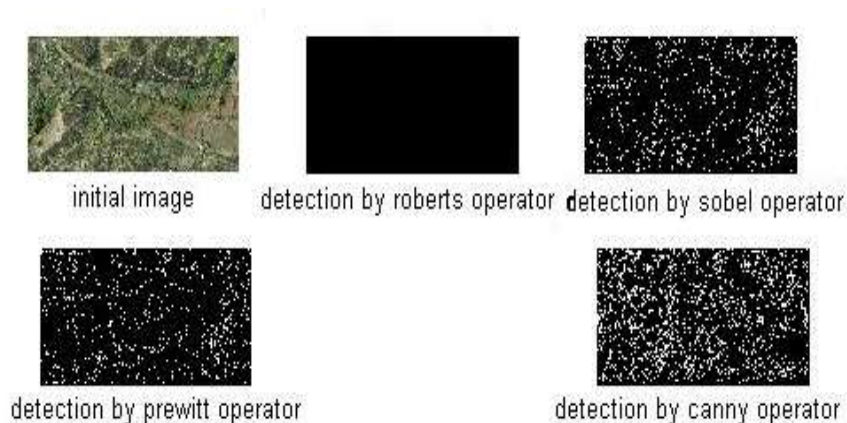 initial image
detection by roberts operator
detection by sobel operator
detection by prewitt operator
detection by canny operator